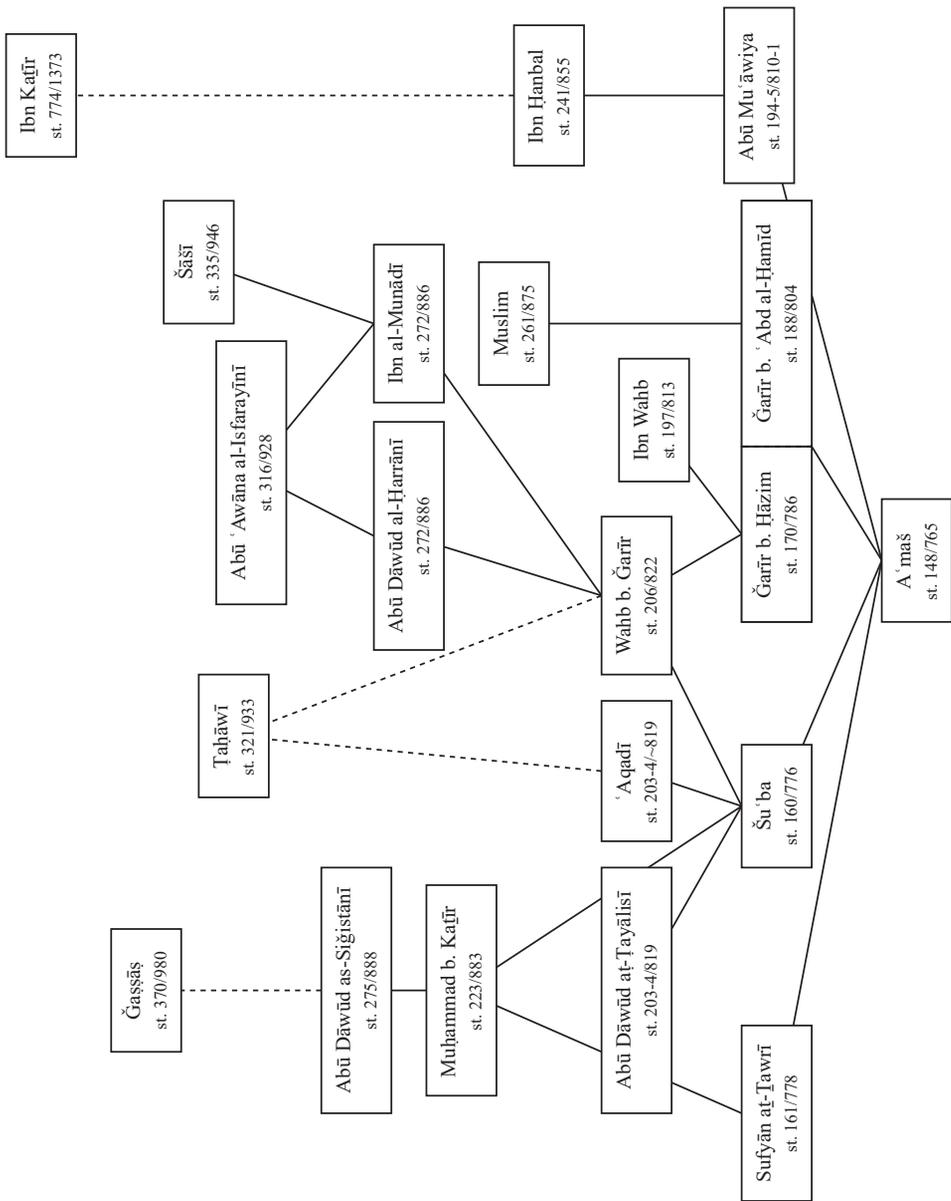 Ibn Kaṯīr
st. 774/1373
Ǧaṣṣāṣ
st. 370/980
Šāšī
st. 335/946
Ṭaḥāwī
st. 321/933
Abū ʿAwāna al-Isfarayīnī
st. 316/928
Abū Dāwūd as-Siǧistānī
st. 275/888
Abū Dāwūd al-Ḥarrānī
st. 272/886
Ibn al-Munādī
st. 272/886
Muḥammad b. Kaṯīr
st. 223/883
Muslim
st. 261/875
Ibn Ḥanbal
st. 241/855
Abū Dāwūd aṭ-Ṭayālisī
st. 203-4/819
ʿAqadī
st. 203-4/~819
Wahb b. Ǧarīr
st. 206/822
Ibn Wahb
st. 197/813
Abū Muʿāwiya
st. 194-5/810-1
Sufyān aṯ-Ṯawrī
st. 161/778
Šuʿba
st. 160/776
Ǧarīr b. Ḥāzim
st. 170/786
Ǧarīr b. ʿAbd al-Ḥamīd
st. 188/804
Aʿmaš
st. 148/765